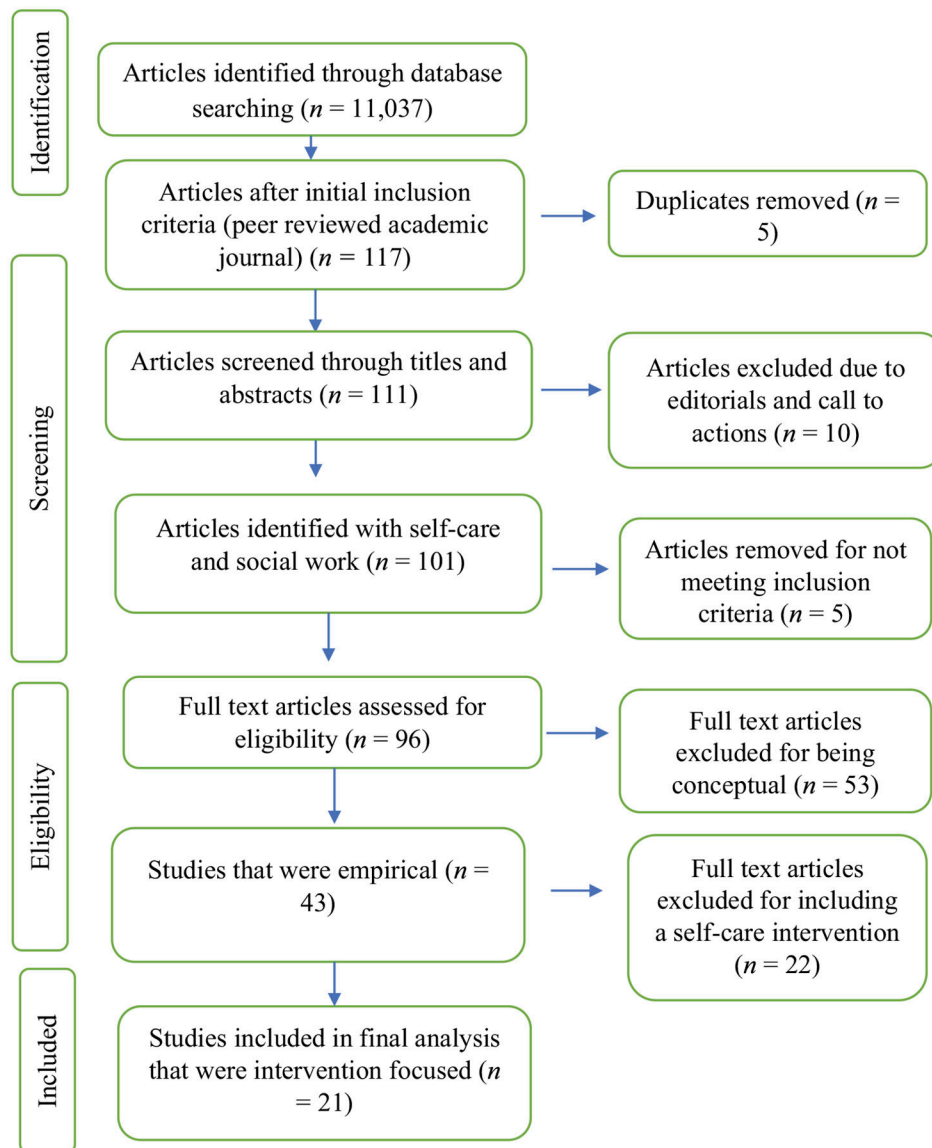 Identification
Articles identified through database
searching (n = 11,037)
Articles after initial inclusion
criteria (peer reviewed academic
journal) (n = 117)
Duplicates removed (n =
5)
Screening
Articles screened through titles and
abstracts (n = 111)
Articles excluded due to
editorials and call to
actions (n = 10)
Articles identified with self-care
and social work (n = 101)
Articles removed for not
meeting inclusion
criteria (n = 5)
Eligibility
Full text articles assessed for
eligibility (n = 96)
Full text articles
excluded for being
conceptual (n = 53)
Studies that were empirical (n =
43)
Full text articles
excluded for including
a self-care intervention
(n = 22)
Included
Studies included in final analysis
that were intervention focused (n
= 21)